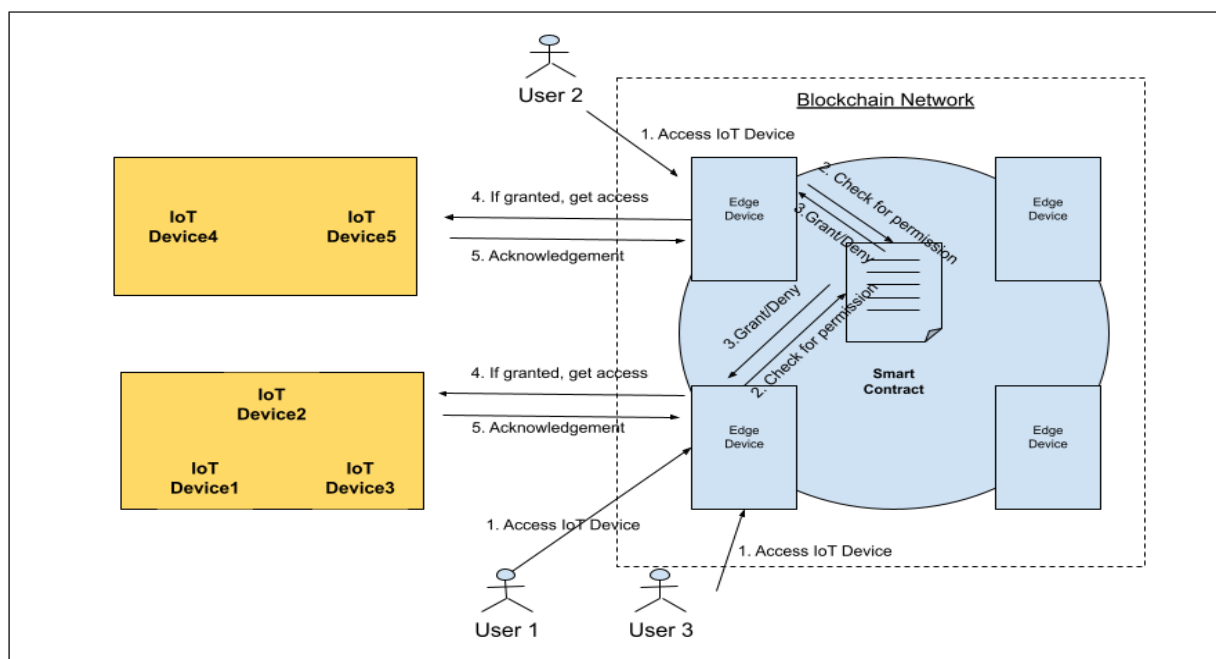 User 2
Blockchain Network
1. Access IoT Device
2. Check for permission
3.Grant/Deny
Edge
Device
Edge
Device
4. If granted, get access
5. Acknowledgement
IoT
Device4
IoT
Device5
3.Grant/Deny
2. Check for permission
Smart
Contract
4. If granted, get access
5. Acknowledgement
IoT
Device2
IoT
Device1
IoT
Device3
Edge
Device
Edge
Device
1. Access IoT Device
1. Access IoT Device
User 1
User 3